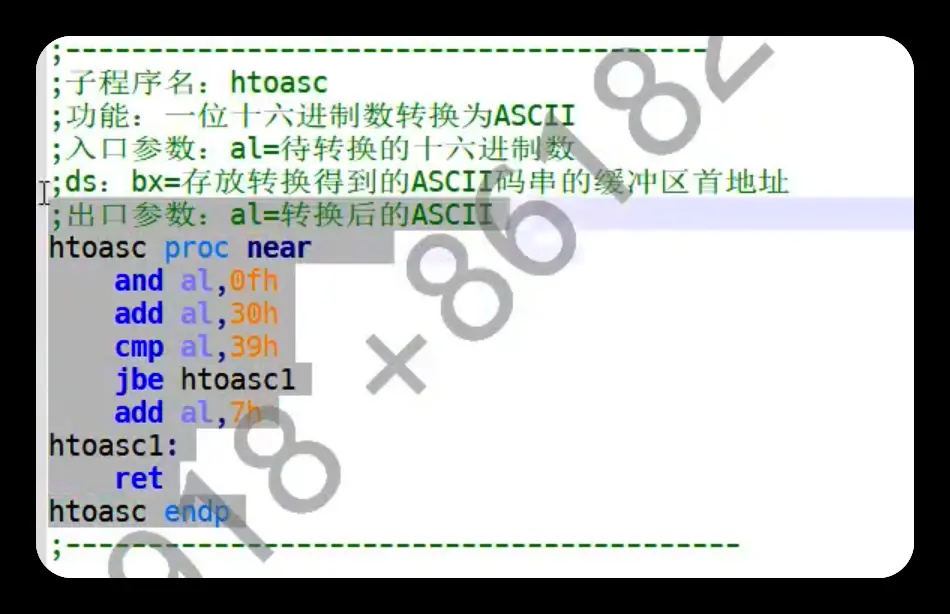 ;---------------------------------------
;子程序名：htoasc
;功能：一位十六进制数转换为ASCII
;入口参数：al=待转换的十六进制数
;ds：bx=存放转换得到的ASCII码串的缓冲区首地址
;出口参数：al=转换后的ASCII
htoasc proc near
    and al,0fh
    add al,30h
    cmp al,39h
    jbe htoasc1
    add al,7h
htoasc1:
    ret
htoasc endp
;-----------------------------------------
918 +86182